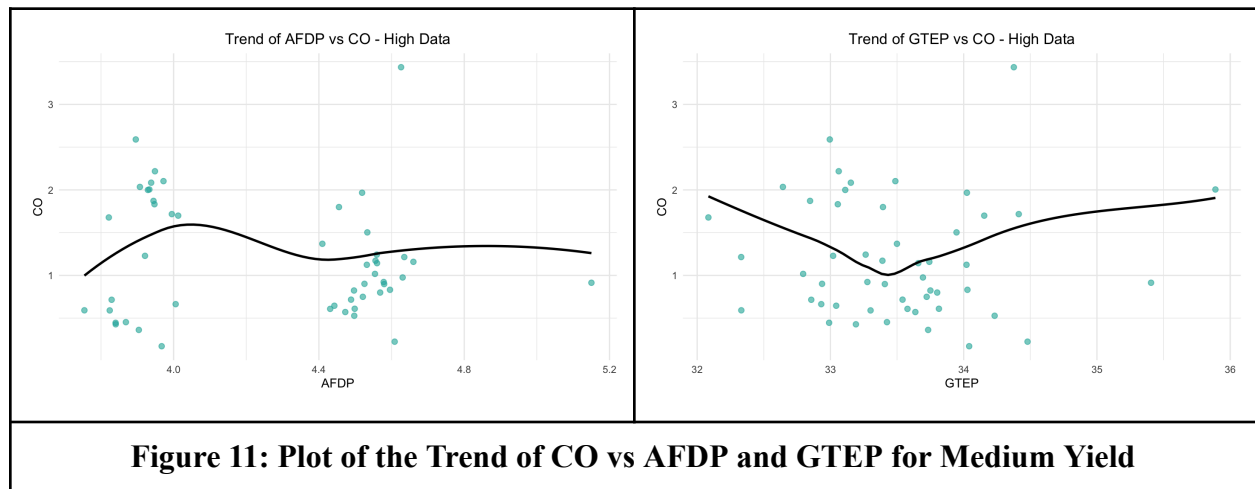 Trend of AFDP vs CO - High Data
3
2
1
CO
4.0
4.4
4.8
5.2
AFDP
Trend of GTEP vs CO - High Data
3
2
1
CO
32
33
34
35
36
GTEP
Figure 11: Plot of the Trend of CO vs AFDP and GTEP for Medium Yield